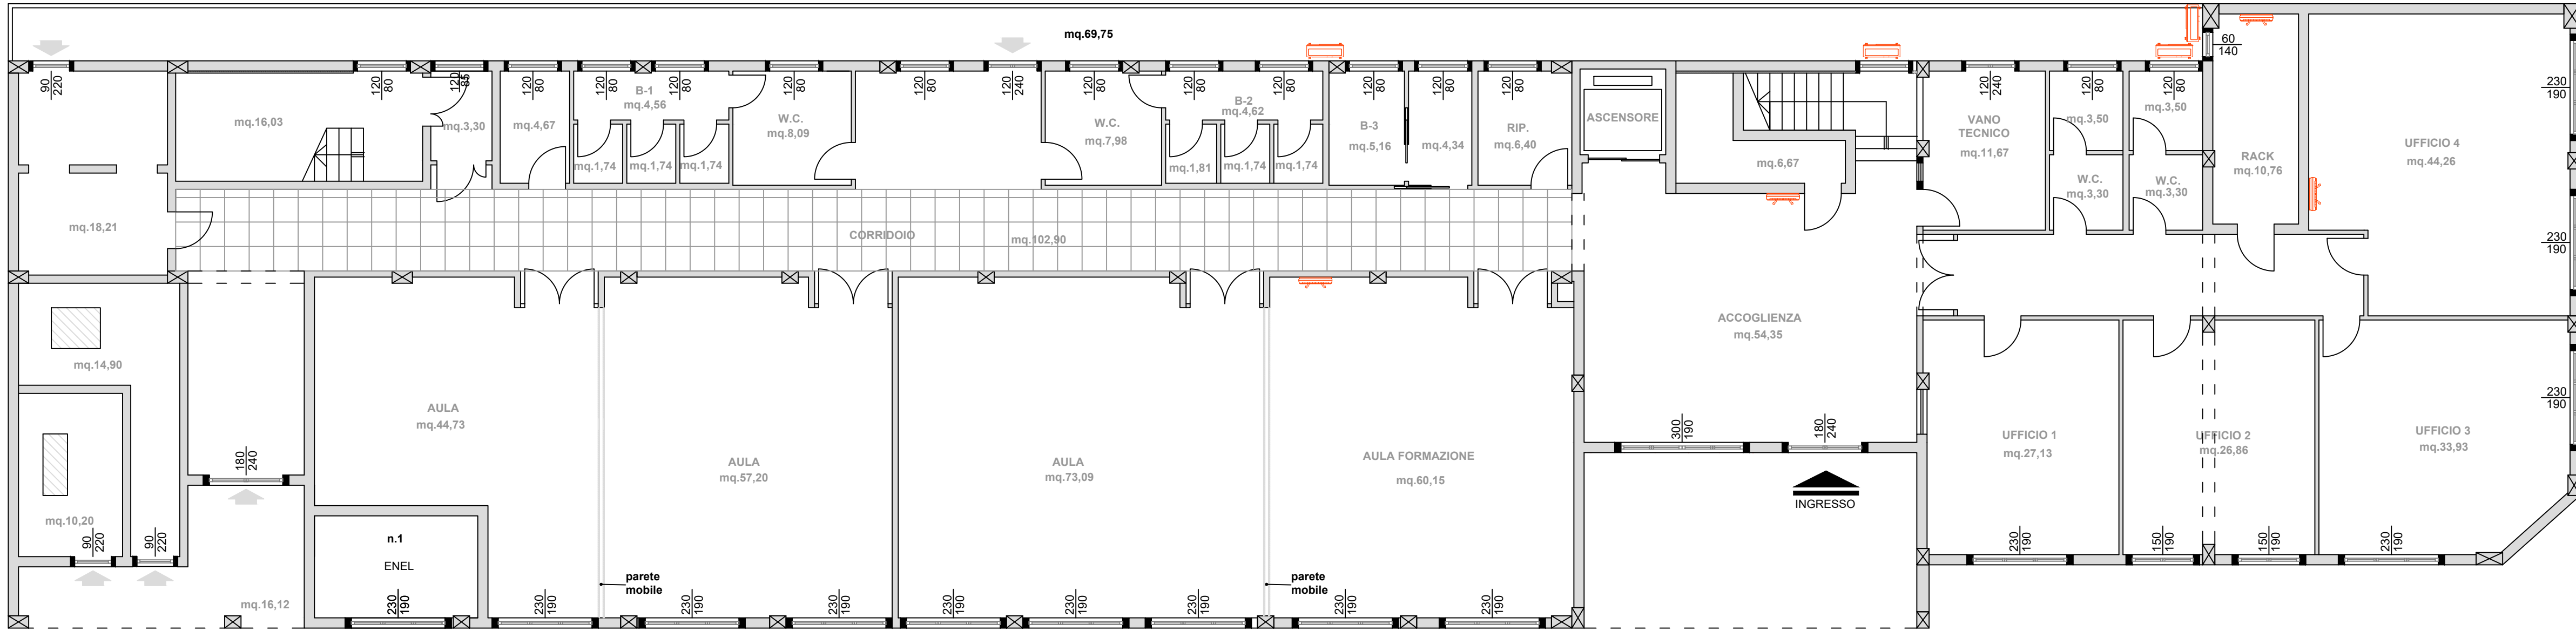 mq.69,75
90
220
120
80
120
85
120
80
120
80
120
80
120
80
120
80
120
240
120
80
120
80
120
80
120
80
120
80
120
80
120
240
120
80
120
80
60
140
mq.16,03
mq.3,30
mq.4,67
B-1
mq.4,56
W.C.
mq.8,09
W.C.
mq.7,98
B-2
mq.4,62
B-3
mq.5,16
mq.4,34
RIP.
mq.6,40
ASCENSORE
mq.6,67
VANO
TECNICO
mq.11,67
mq.3,50
mq.3,50
W.C.
mq.3,30
W.C.
mq.3,30
RACK
mq.10,76
UFFICIO 4
mq.44,26
230
190
230
190
230
190
mq.1,74
mq.1,74
mq.1,74
mq.1,81
mq.1,74
mq.1,74
mq.18,21
CORRIDOIO
mq.102,90
ACCOGLIENZA
mq.54,35
mq.14,90
mq.10,20
90
220
90
220
180
240
mq.16,12
AULA
mq.44,73
n.1
ENEL
230
190
230
190
parete
mobile
AULA
mq.57,20
230
190
230
190
AULA
mq.73,09
230
190
230
190
230
190
parete
mobile
AULA FORMAZIONE
mq.60,15
230
190
230
190
300
190
180
240
INGRESSO
UFFICIO 1
mq.27,13
230
190
UFFICIO 2
mq.26,86
150
190
150
190
UFFICIO 3
mq.33,93
230
190